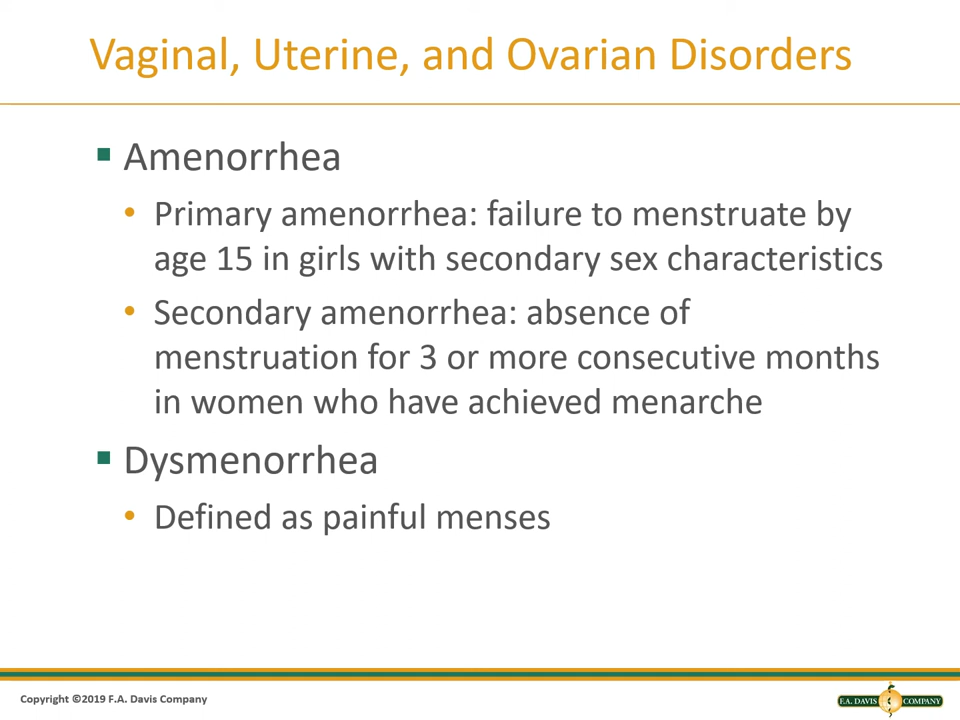 Vaginal, Uterine, and Ovarian Disorders
Amenorrhea
Primary amenorrhea: failure to menstruate by
age 15 in girls with secondary sex characteristics
Secondary amenorrhea: absence of
menstruation for 3 or more consecutive months
in women who have achieved menarche
Dysmenorrhea
Defined as painful menses
Copyright ©2019 F.A. Davis Company
F.A. DAVIS COMPANY